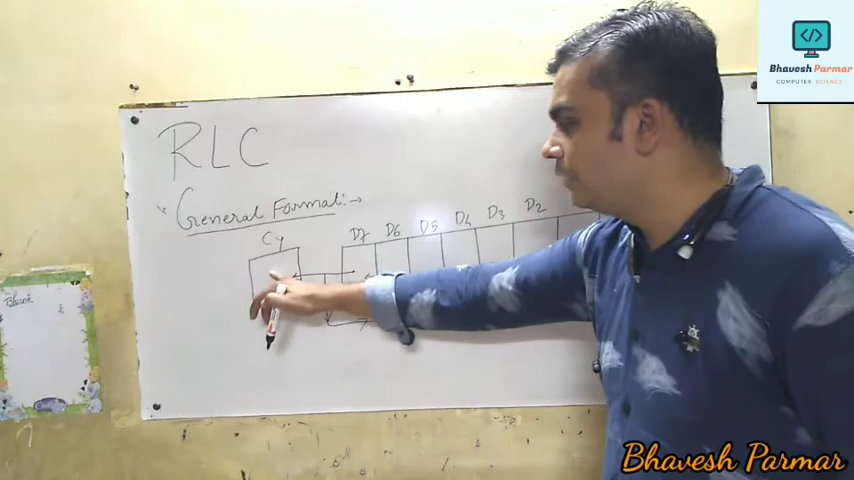 </>
Bhavesh Parmar
COMPUTER SCIENCE
RLC
General Format:→
Cy D7 D6 D5 D4 D3 D2
Bhavesh Parmar